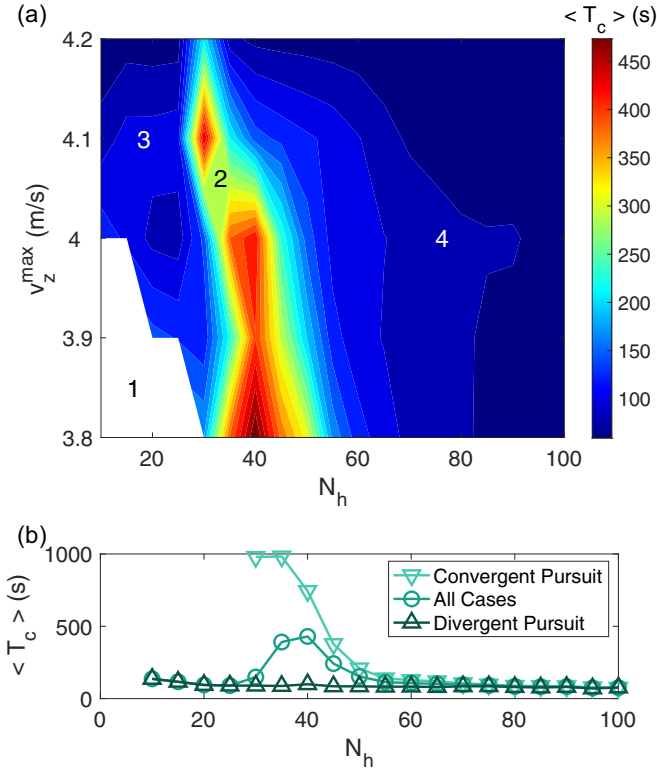 (a)
< T_c > (s)
4.2
4.1
4
3.9
3.8
v_z^max (m/s)
1
2
3
4
20 40 60 80 100
N_h
450
400
350
300
250
200
150
100
(b)
1000
500
0
< T_c > (s)
Convergent Pursuit
All Cases
Divergent Pursuit
0 20 40 60 80 100
N_h